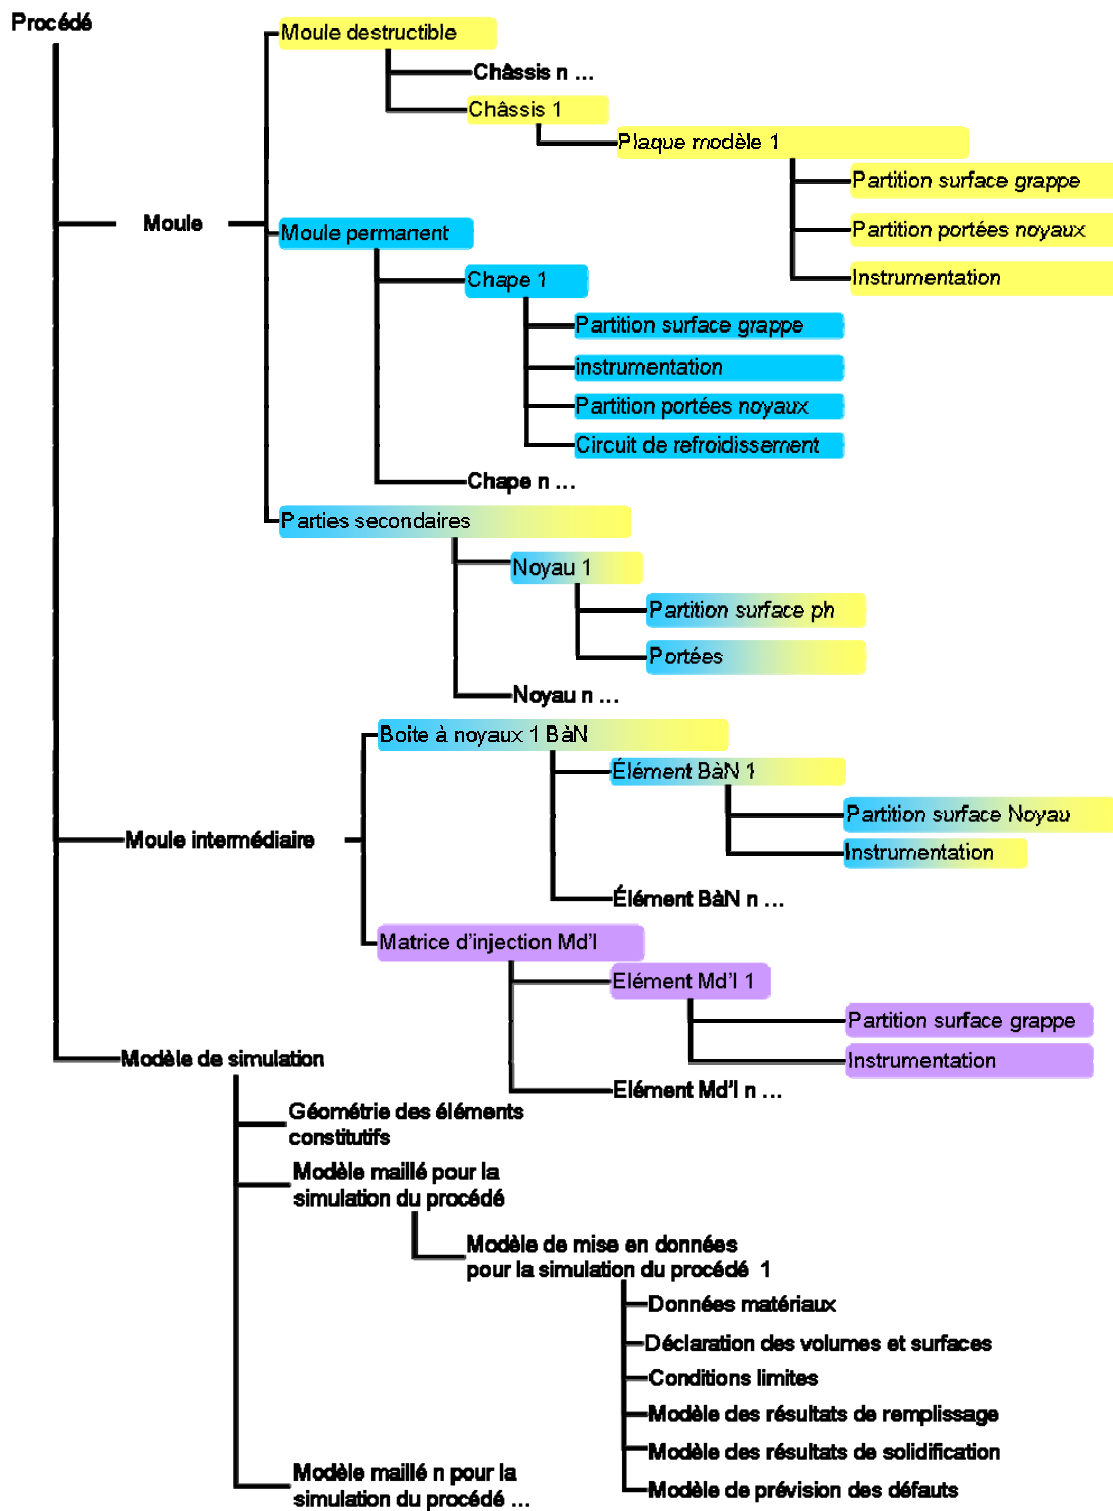 Procédé
Moule destructible
Châssis n ...
Châssis 1
Plaque modèle 1
Partition surface grappe
Partition portées noyaux
Instrumentation
Moule
Moule permanent
Chape 1
Partition surface grappe
instrumentation
Partition portées noyaux
Circuit de refroidissement
Chape n ...
Parties secondaires
Noyau 1
Partition surface ph
Portées
Noyau n ...
Boite à noyaux 1 BàN
Élément BàN 1
Partition surface Noyau
Instrumentation
Moule intermédiaire
Élément BàN n ...
Matrice d'injection Md'I
Elément Md'I 1
Partition surface grappe
Instrumentation
Elément Md'I n ...
Modèle de simulation
Géométrie des éléments
constitutifs
Modèle maillé pour la
simulation du procédé
Modèle de mise en données
pour la simulation du procédé 1
Données matériaux
Déclaration des volumes et surfaces
Conditions limites
Modèle des résultats de remplissage
Modèle des résultats de solidification
Modèle de prévision des défauts
Modèle maillé n pour la
simulation du procédé ...